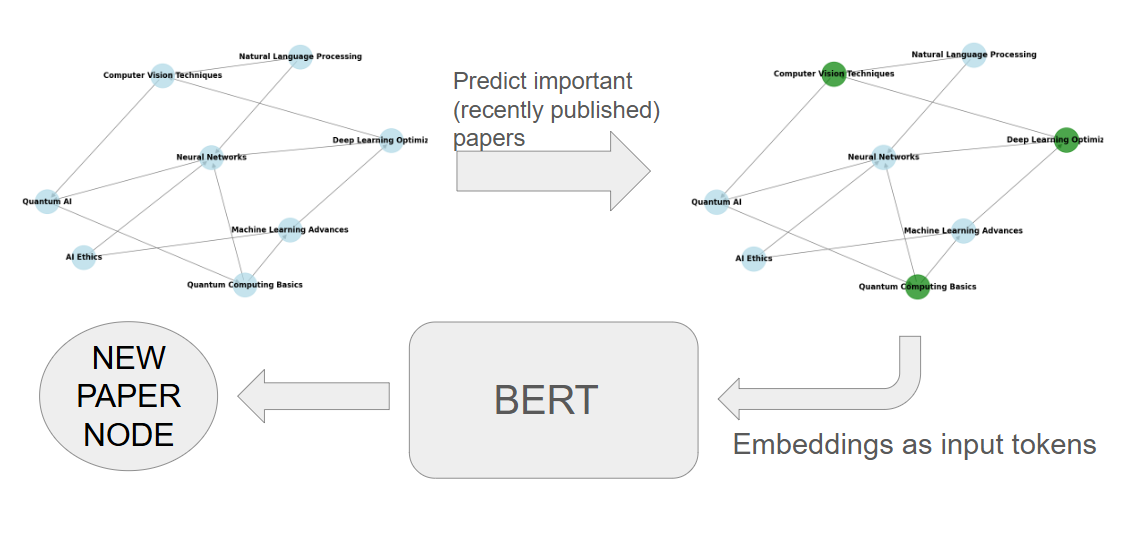 Natural Language Processing
Computer Vision Techniques
Deep Learning Optimiz
Neural Networks
Quantum AI
Machine Learning Advances
AI Ethics
Quantum Computing Basics
Predict important
(recently published)
papers
Natural Language Processing
Computer Vision Techniques
Deep Learning Optimiz
Neural Networks
Quantum AI
Machine Learning Advances
AI Ethics
Quantum Computing Basics
Embeddings as input tokens
BERT
NEW
PAPER
NODE